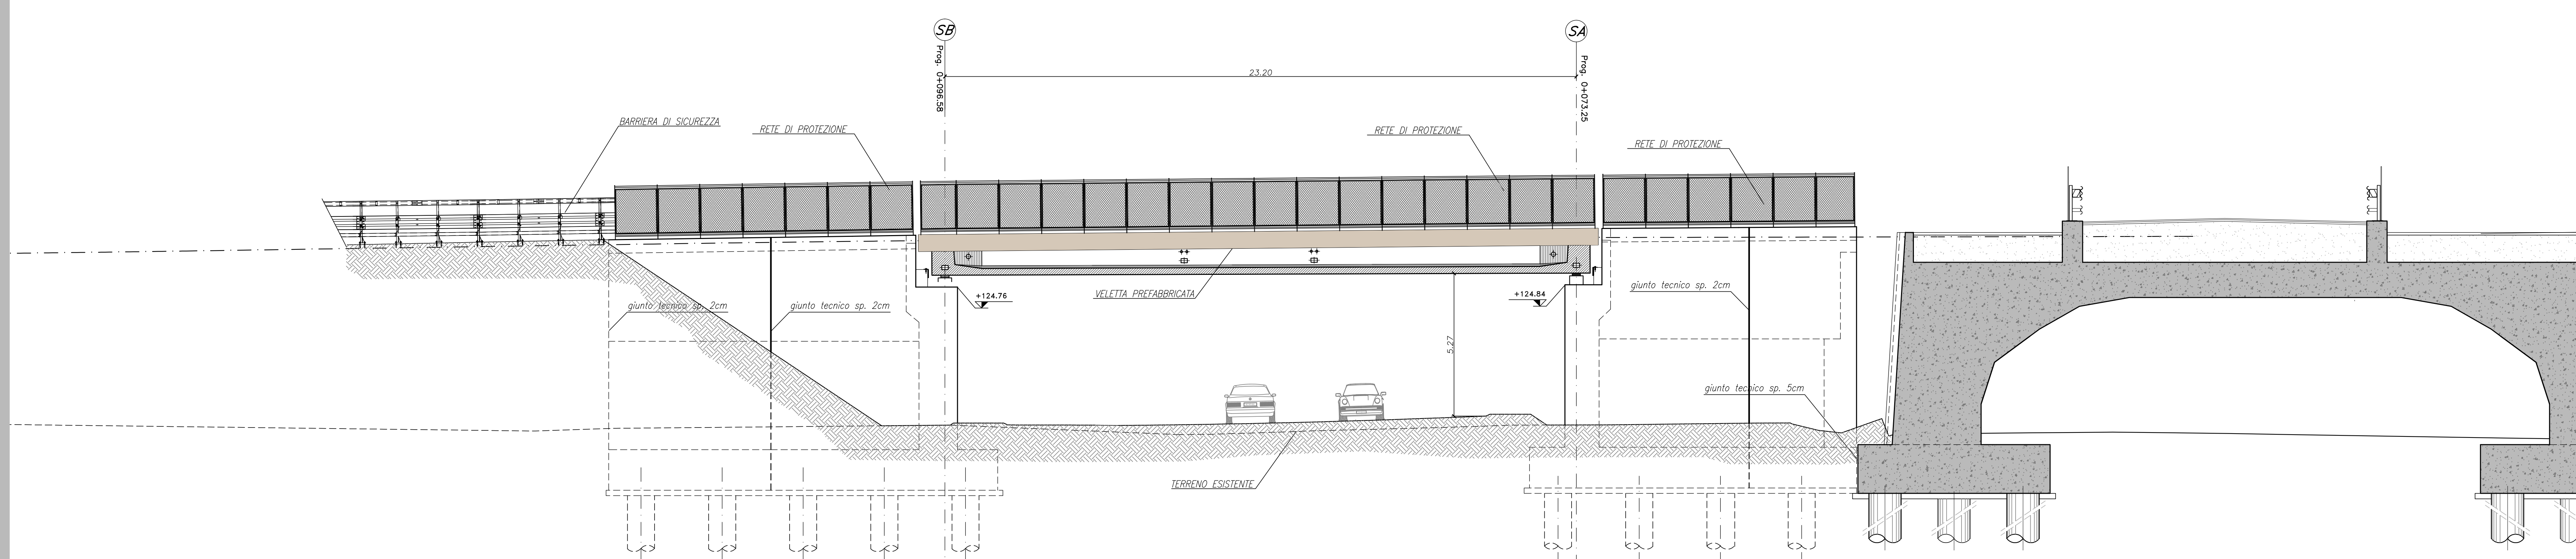 SB
SA
Prog. 0+096.58
Prog. 0+073.25
23.20
BARRIERA DI SICUREZZA
RETE DI PROTEZIONE
RETE DI PROTEZIONE
RETE DI PROTEZIONE
VELETTA PREFABBRICATA
+124.76
+124.84
giunto tecnico sp. 2cm
giunto tecnico sp. 2cm
giunto tecnico sp. 2cm
5.27
giunto tecnico sp. 5cm
TERRENO ESISTENTE